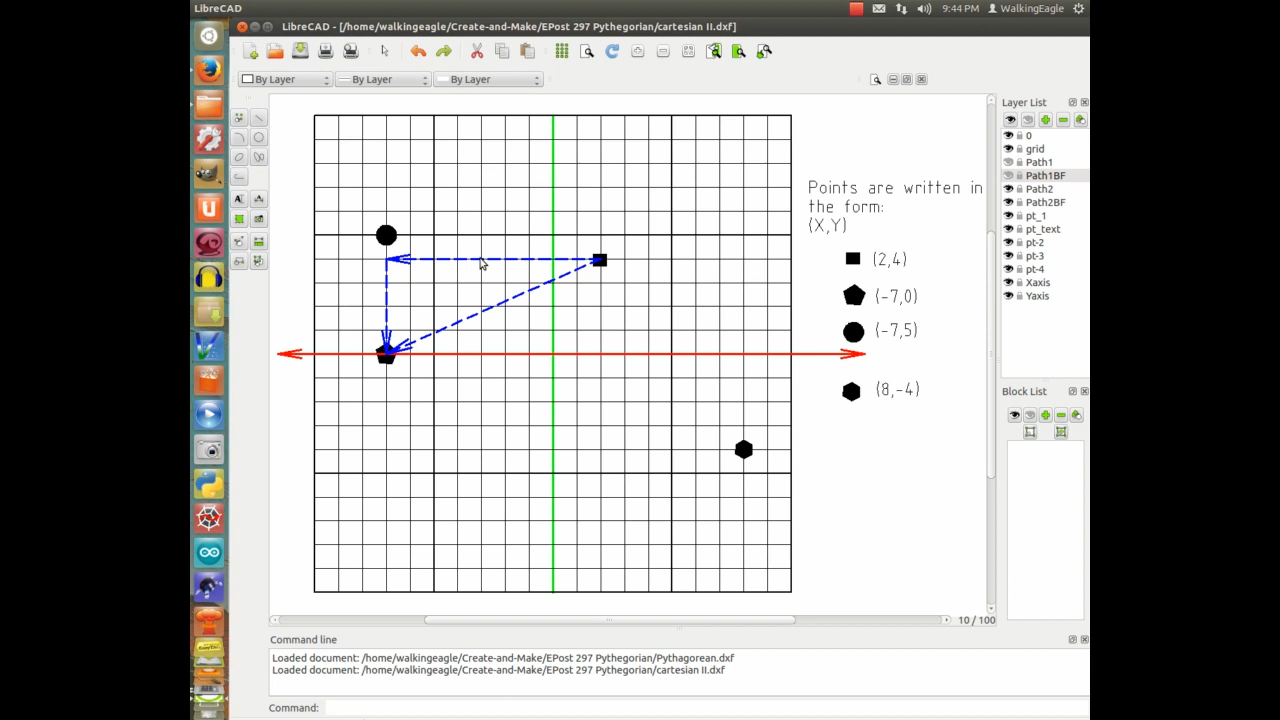 LibreCAD
9:44 PM
WalkingEagle
LibreCAD - [/home/walkingeagle/Create-and-Make/EPost 297 Pythegorian/cartesian II.dxf]
By Layer
By Layer
By Layer
Layer List
0
grid
Path1
Path1BF
Path2
Path2BF
pt_1
pt_text
pt-2
pt-3
pt-4
Xaxis
Yaxis
Points are written in
the form:
(X,Y)
(2,4)
(-7,0)
(-7,5)
(8,-4)
Block List
10 / 100
Command line
Loaded document: /home/walkingeagle/Create-and-Make/EPost 297 Pythegorian/Pythagorean.dxf
Loaded document: /home/walkingeagle/Create-and-Make/EPost 297 Pythegorian/cartesian II.dxf
Command: